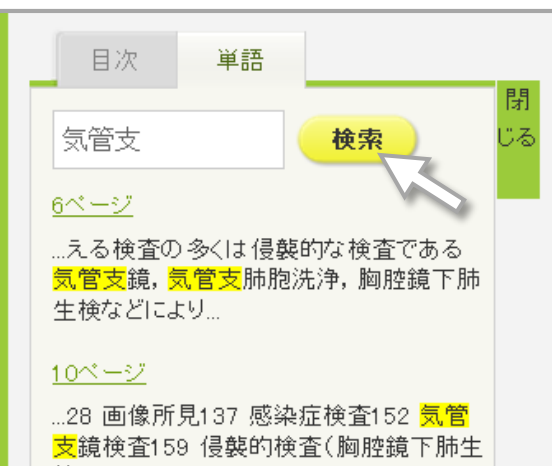 目次
単語
閉じる
気管支
検索
6ページ
...える検査の多くは侵襲的な検査である
気管支鏡，気管支肺胞洗浄，胸腔鏡下肺
生検などにより...
10ページ
...28 画像所見137 感染症検査152 気管
支鏡検査159 侵襲的検査（胸腔鏡下肺生